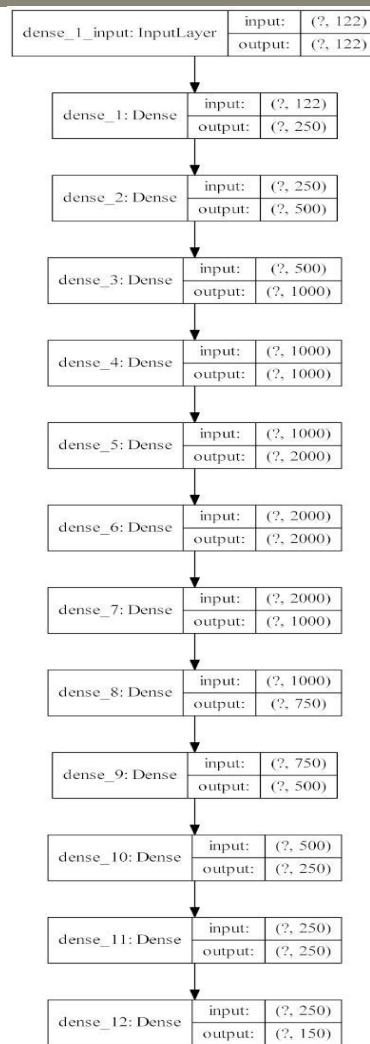 dense_1_input: InputLayer input: (?, 122)
output: (?, 122)
dense_1: Dense input: (?, 122)
output: (?, 250)
dense_2: Dense input: (?, 250)
output: (?, 500)
dense_3: Dense input: (?, 500)
output: (?, 1000)
dense_4: Dense input: (?, 1000)
output: (?, 1000)
dense_5: Dense input: (?, 1000)
output: (?, 2000)
dense_6: Dense input: (?, 2000)
output: (?, 2000)
dense_7: Dense input: (?, 2000)
output: (?, 1000)
dense_8: Dense input: (?, 1000)
output: (?, 750)
dense_9: Dense input: (?, 750)
output: (?, 500)
dense_10: Dense input: (?, 500)
output: (?, 250)
dense_11: Dense input: (?, 250)
output: (?, 250)
dense_12: Dense input: (?, 250)
output: (?, 150)